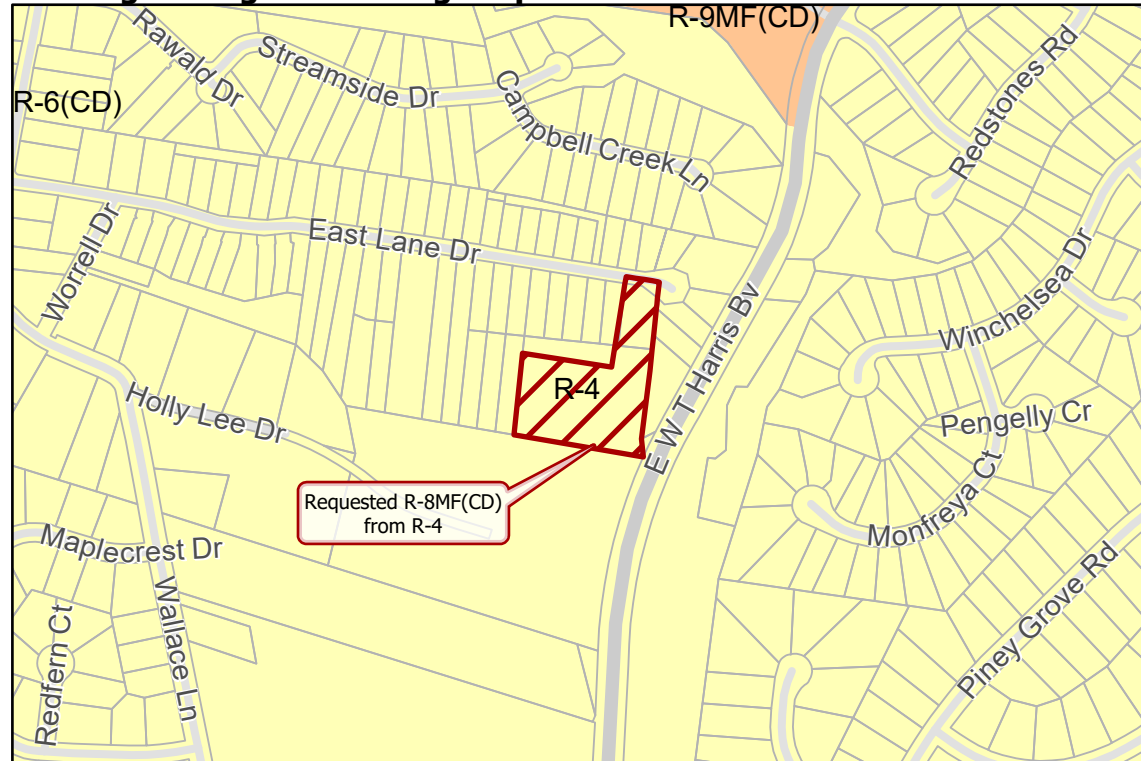 R-9MF(CD)
Rawald Dr
Streamside Dr
Redstones Rd
R-6(CD)
Campbell Creek Ln
East Lane Dr
Worrell Dr
Winchelsea Dr
E W T Harris Bv
R-4
Holly Lee Dr
Pengelly Cr
Requested R-8MF(CD)
from R-4
Monfreya Ct
Maplecrest Dr
Wallace Ln
Piney Grove Rd
Redfern Ct